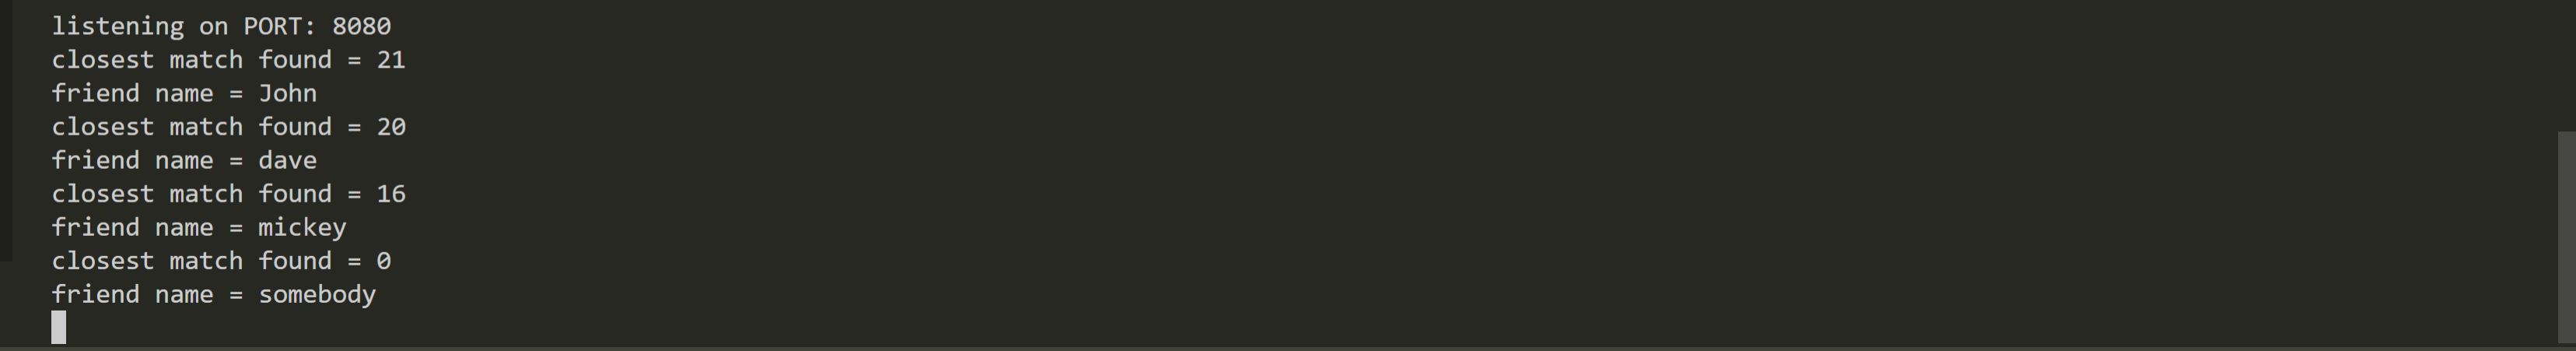 listening on PORT: 8080
closest match found = 21
friend name = John
closest match found = 20
friend name = dave
closest match found = 16
friend name = mickey
closest match found = 0
friend name = somebody